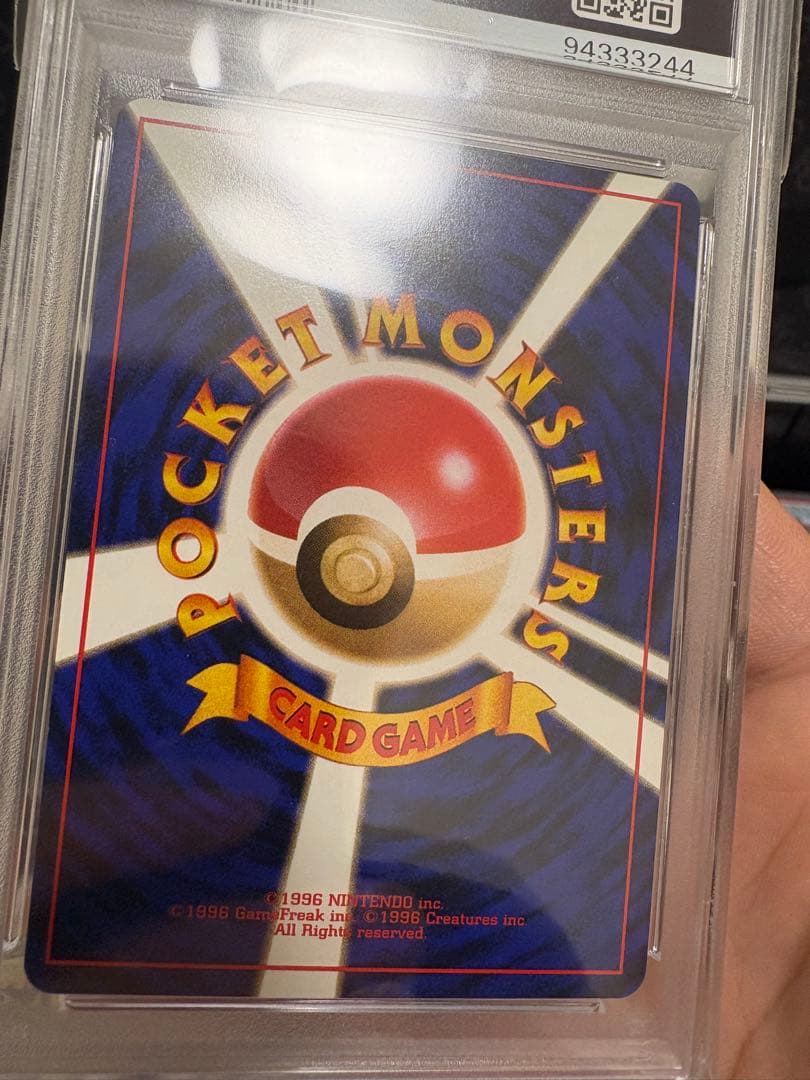 94333244
POCKET MONSTERS
CARD GAME
©1996 NINTENDO inc.
©1996 GameFreak inc. ©1996 Creatures inc.
All Rights reserved.